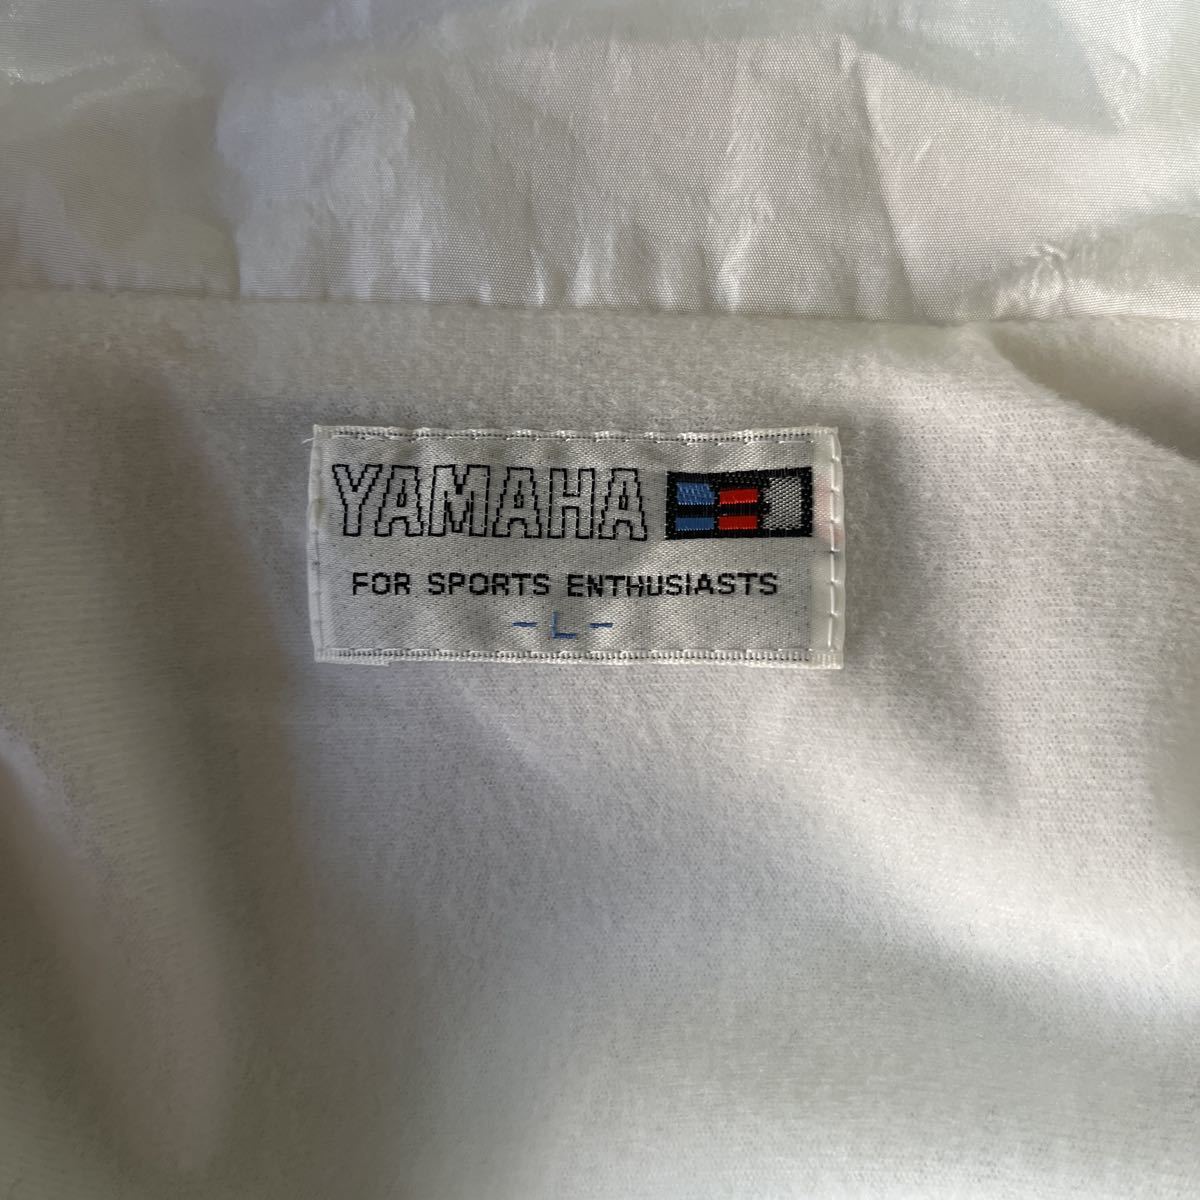 YAMAHA
FOR SPORTS ENTHUSIASTS
- L -